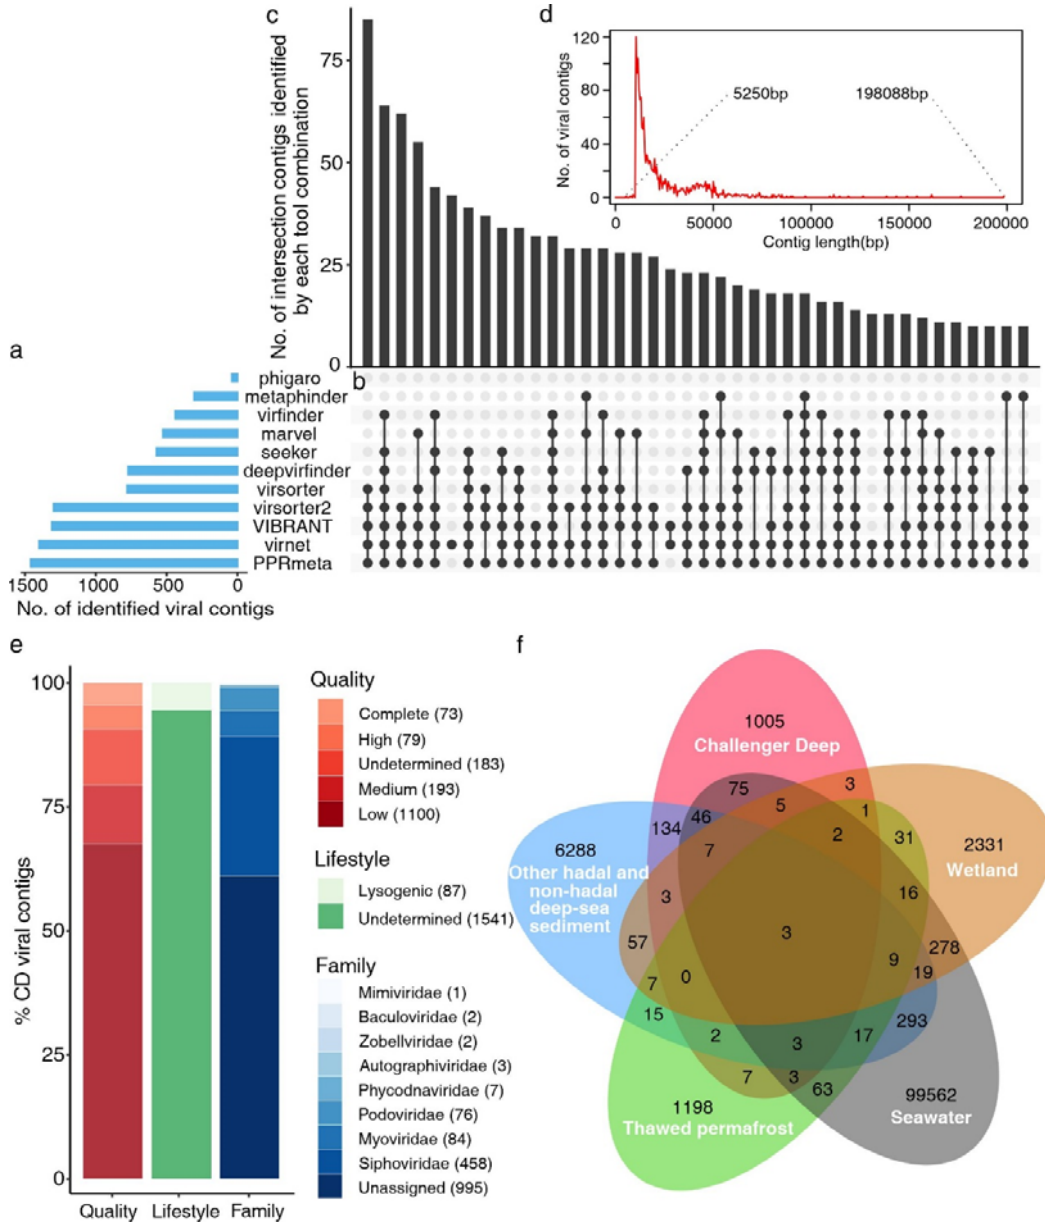 c
No. of intersection contigs identified
by each tool combination
75
50
25
0
d
No. of viral contigs
120
80
40
0
5250bp
198088bp
0
50000
100000
150000
200000
Contig length(bp)
a
phigaro
metaphinder
virfinder
marvel
seeker
deepvirfinder
virsorter
virsorter2
VIBRANT
virnet
PPRmeta
1500
1000
500
0
No. of identified viral contigs
b
e
% CD viral contigs
100
75
50
25
0
Quality
Lifestyle
Family
Quality
Complete (73)
High (79)
Undetermined (183)
Medium (193)
Low (1100)
Lifestyle
Lysogenic (87)
Undetermined (1541)
Family
Mimiviridae (1)
Baculoviridae (2)
Zobellviridae (2)
Autographiviridae (3)
Phycodnaviridae (7)
Podoviridae (76)
Myoviridae (84)
Siphoviridae (458)
Unassigned (995)
f
1005
Challenger Deep
75
5
3
1
46
134
7
2
31
6288
Other hadal and
non-hadal
deep-sea
sediment
2331
Wetland
16
3
57
3
278
9
19
7
0
15
2
3
17
293
7
3
63
1198
Thawed permafrost
99562
Seawater